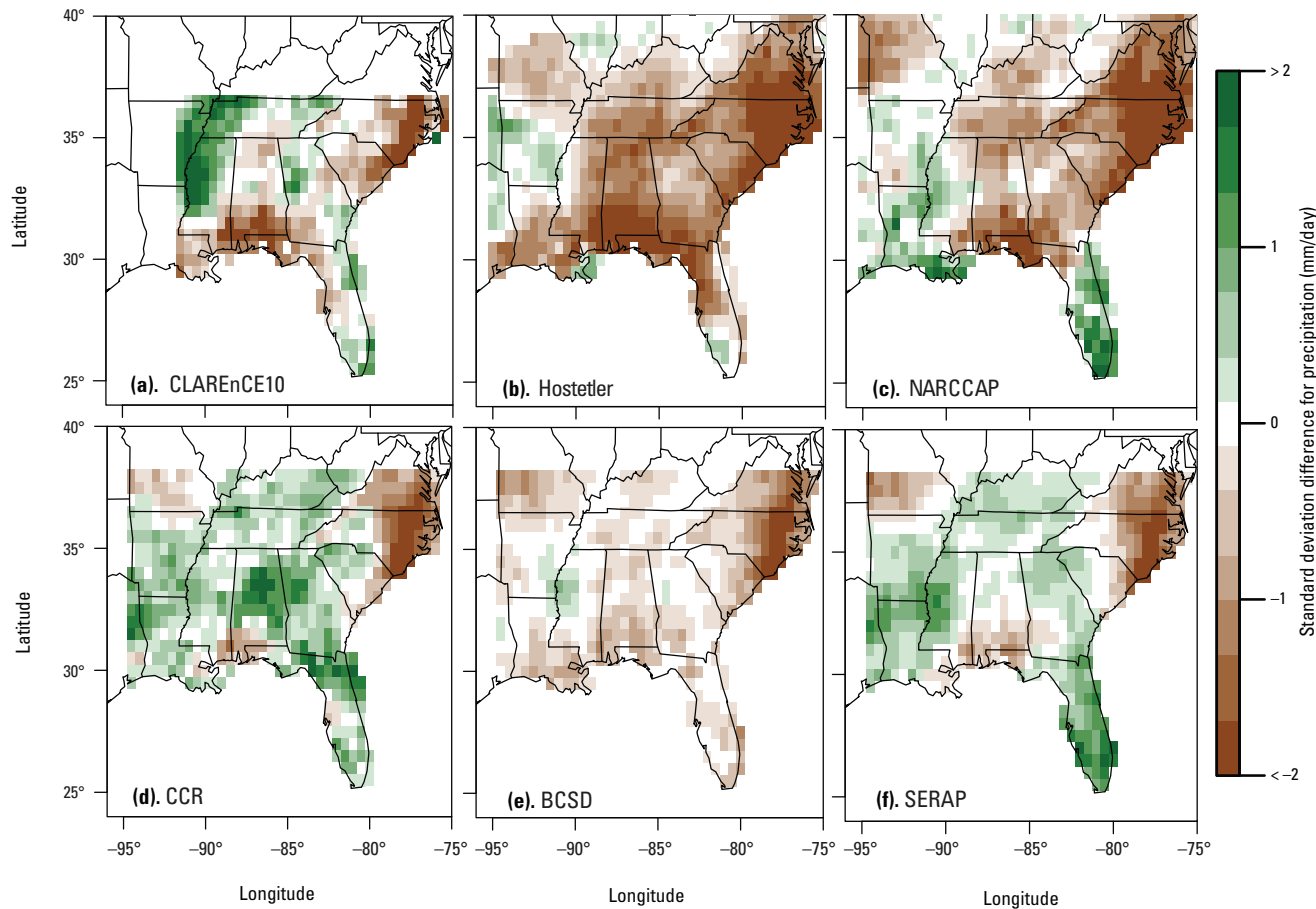 40°
35°
30°
25°
Latitude
(a). CLAREnCE10
(b). Hostetler
(c). NARCCAP
40°
35°
30°
25°
Latitude
(d). CCR
(e). BCSD
(f). SERAP
−95° −90° −85° −80° −75°
−95° −90° −85° −80° −75°
−95° −90° −85° −80° −75°
Longitude
Longitude
Longitude
> 2
1
0
−1
< −2
Standard deviation difference for precipitation (mm/day)